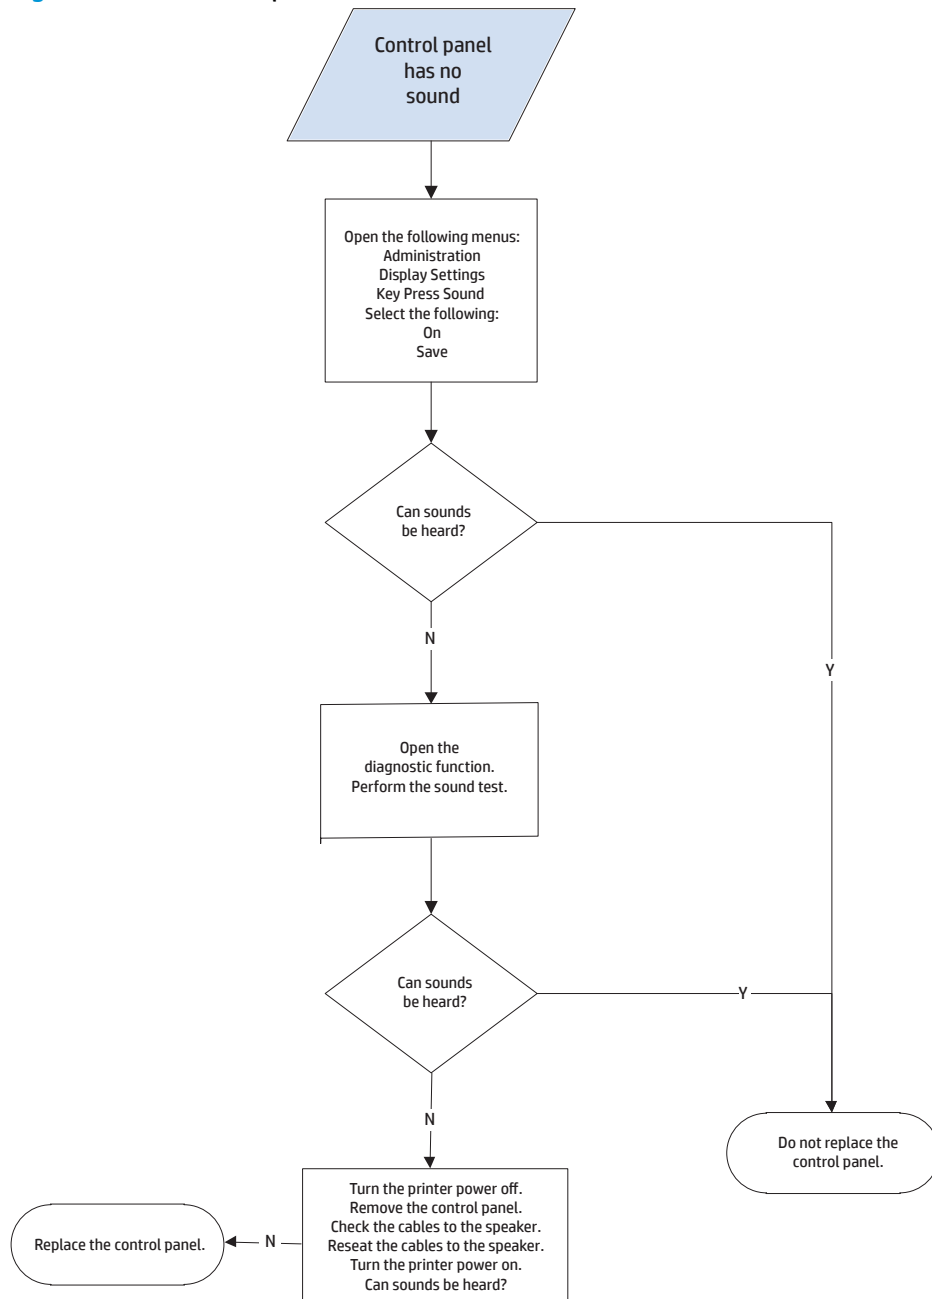 Control panel
has no
sound
Open the following menus:
Administration
Display Settings
Key Press Sound
Select the following:
On
Save
Can sounds
be heard?
N
Y
Open the
diagnostic function.
Perform the sound test.
Can sounds
be heard?
Y
N
Do not replace the
control panel.
Turn the printer power off.
Remove the control panel.
Check the cables to the speaker.
Reseat the cables to the speaker.
Turn the printer power on.
Can sounds be heard?
N
Replace the control panel.